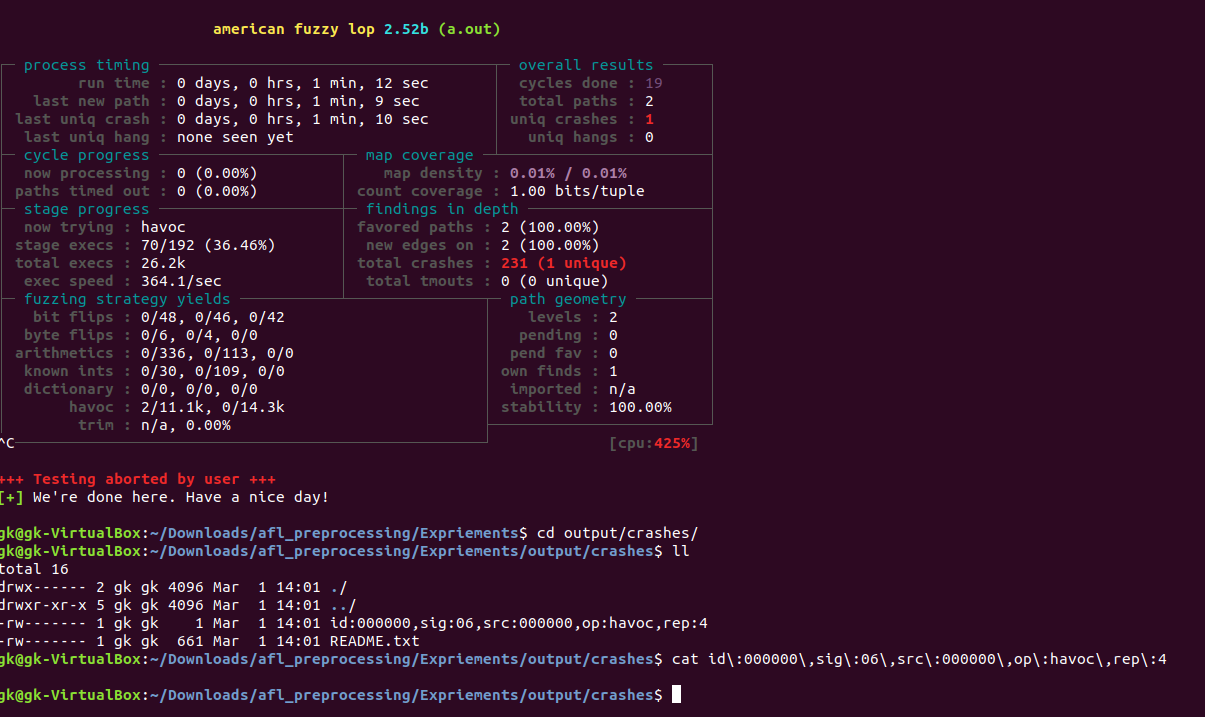 american fuzzy lop 2.52b (a.out)
process timing overall results
run time : 0 days, 0 hrs, 1 min, 12 sec cycles done : 19
last new path : 0 days, 0 hrs, 1 min, 9 sec total paths : 2
last uniq crash : 0 days, 0 hrs, 1 min, 10 sec uniq crashes : 1
last uniq hang : none seen yet uniq hangs : 0
cycle progress map coverage
now processing : 0 (0.00%) map density : 0.01% / 0.01%
paths timed out : 0 (0.00%) count coverage : 1.00 bits/tuple
stage progress findings in depth
now trying : havoc favored paths : 2 (100.00%)
stage execs : 70/192 (36.46%) new edges on : 2 (100.00%)
total execs : 26.2k total crashes : 231 (1 unique)
exec speed : 364.1/sec total tmouts : 0 (0 unique)
fuzzing strategy yields path geometry
bit flips : 0/48, 0/46, 0/42 levels : 2
byte flips : 0/6, 0/4, 0/0 pending : 0
arithmetics : 0/336, 0/113, 0/0 pend fav : 0
known ints : 0/30, 0/109, 0/0 own finds : 1
dictionary : 0/0, 0/0, 0/0 imported : n/a
havoc : 2/11.1k, 0/14.3k stability : 100.00%
trim : n/a, 0.00%
^C [cpu:425%]
+++ Testing aborted by user +++
[+] We're done here. Have a nice day!
gk@gk-VirtualBox:~/Downloads/afl_preprocessing/Expriements$ cd output/crashes/
gk@gk-VirtualBox:~/Downloads/afl_preprocessing/Expriements/output/crashes$ ll
total 16
drwx------ 2 gk gk 4096 Mar 1 14:01 ./
drwxr-xr-x 5 gk gk 4096 Mar 1 14:01 ../
-rw------- 1 gk gk 1 Mar 1 14:01 id:000000,sig:06,src:000000,op:havoc,rep:4
-rw------- 1 gk gk 661 Mar 1 14:01 README.txt
gk@gk-VirtualBox:~/Downloads/afl_preprocessing/Expriements/output/crashes$ cat id\:000000\,sig\:06\,src\:000000\,op\:havoc\,rep\:4
gk@gk-VirtualBox:~/Downloads/afl_preprocessing/Expriements/output/crashes$